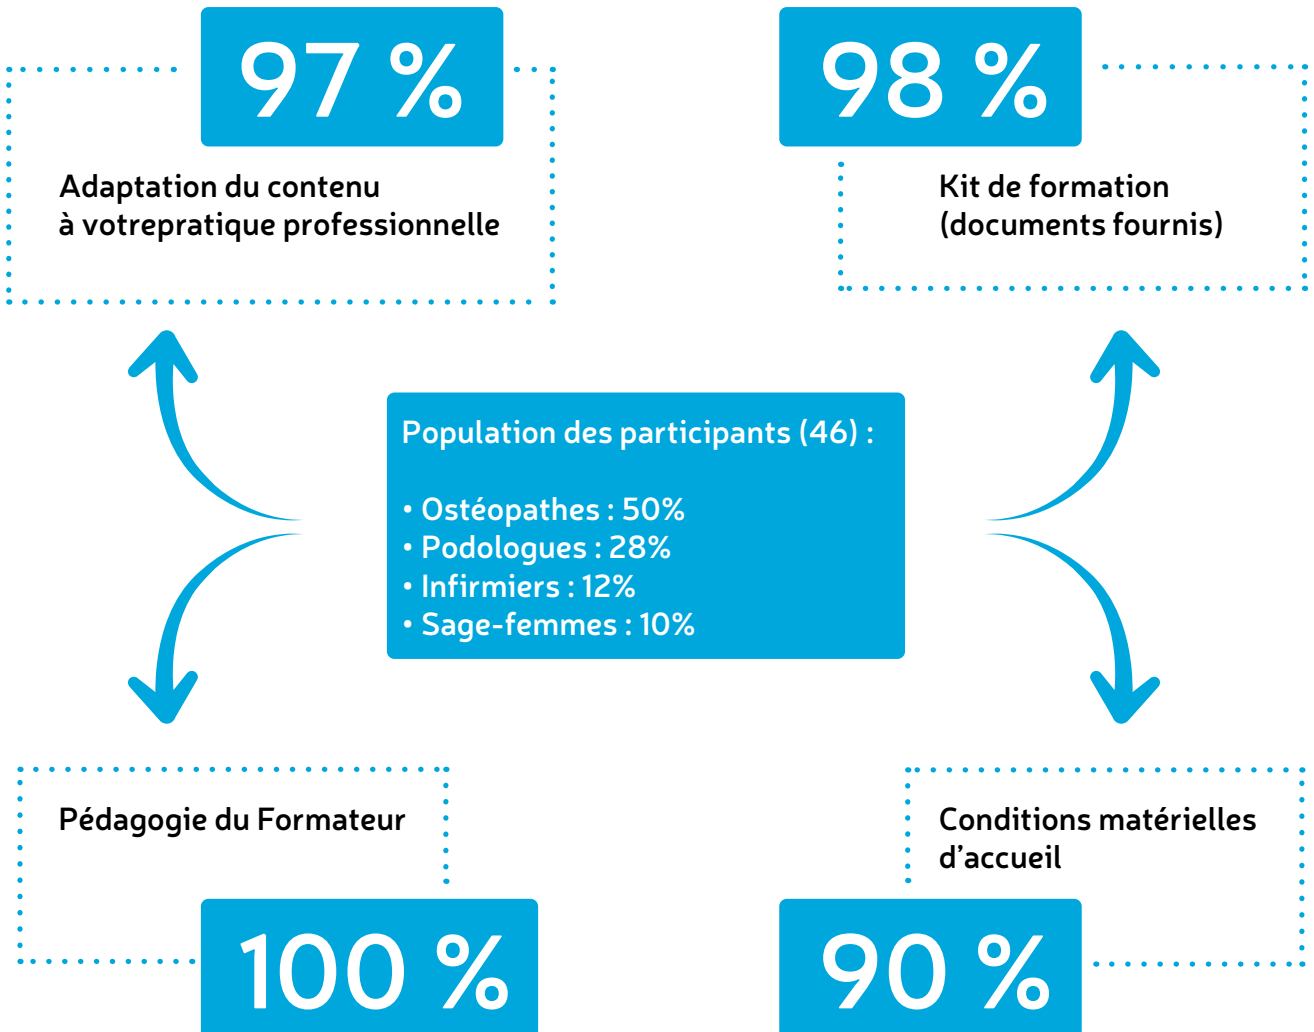 97 %
Adaptation du contenu
à votrepratique professionnelle
98 %
Kit de formation
(documents fournis)
Population des participants (46) :
• Ostéopathes : 50%
• Podologues : 28%
• Infirmiers : 12%
• Sage-femmes : 10%
Pédagogie du Formateur
100 %
Conditions matérielles
d’accueil
90 %